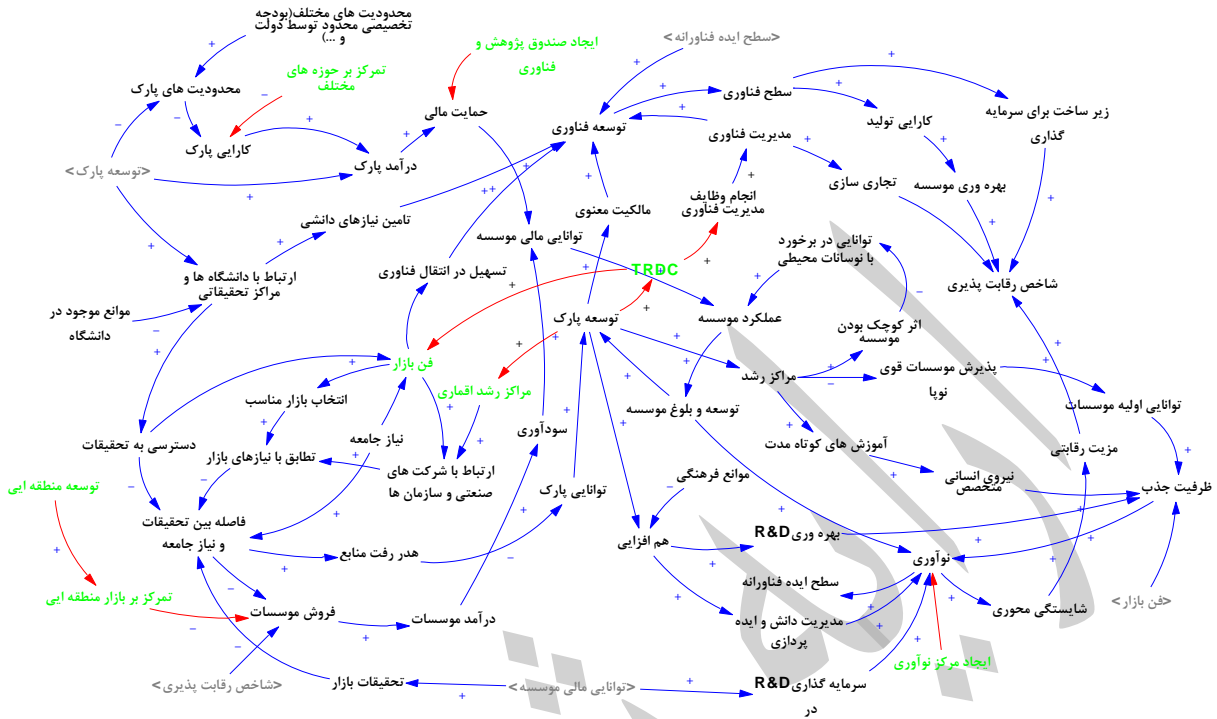 محدودیت های مختلف(بودجه
تخصیصی محدود توسط دولت
و ...)
ایجاد صندوق پژوهش و
فناوری
<سطح ایده فناورانه>
تمرکز بر حوزه های
مختلف
محدودیت های پارک
حمایت مالی
سطح فناوری
زیر ساخت برای سرمایه
گذاری
کارایی پارک
توسعه فناوری
کارایی تولید
مدیریت فناوری
<توسعه پارک>
درآمد پارک
تجاری سازی
بهره وری موسسه
انجام وظایف
مدیریت فناوری
مالکیت معنوی
تامین نیازهای دانشی
توانایی مالی موسسه
توانایی در برخورد
با نوسانات محیطی
ارتباط با دانشگاه ها و
مراکز تحقیقاتی
تسهیل در انتقال فناوری
TRDC
شاخص رقابت پذیری
موانع موجود در
دانشگاه
توسعه پارک
عملکرد موسسه
اثر کوچک بودن
موسسه
فن بازار
مراکز رشد اقماری
مراکز رشد
پذیرش موسسات قوی
نوپا
انتخاب بازار مناسب
توسعه و بلوغ موسسه
توانایی اولیه موسسات
دسترسی به تحقیقات
نیاز جامعه
سودآوری
تطابق با نیازهای بازار
آموزش های کوتاه مدت
مزیت رقابتی
ارتباط با شرکت های
صنعتی و سازمان ها
موانع فرهنگی
نیروی انسانی
متخصص
ظرفیت جذب
توسعه منطقه ایی
توانایی پارک
فاصله بین تحقیقات
و نیاز جامعه
هدر رفت منابع
هم افزایی
بهره وری R&D
نوآوری
سطح ایده فناورانه
تمرکز بر بازار منطقه ایی
فروش موسسات
درآمد موسسات
مدیریت دانش و ایده
پردازی
شایستگی محوری
<فن بازار>
ایجاد مرکز نوآوری
<شاخص رقابت پذیری>
تحقیقات بازار
<توانایی مالی موسسه>
سرمایه گذاری R&D
در